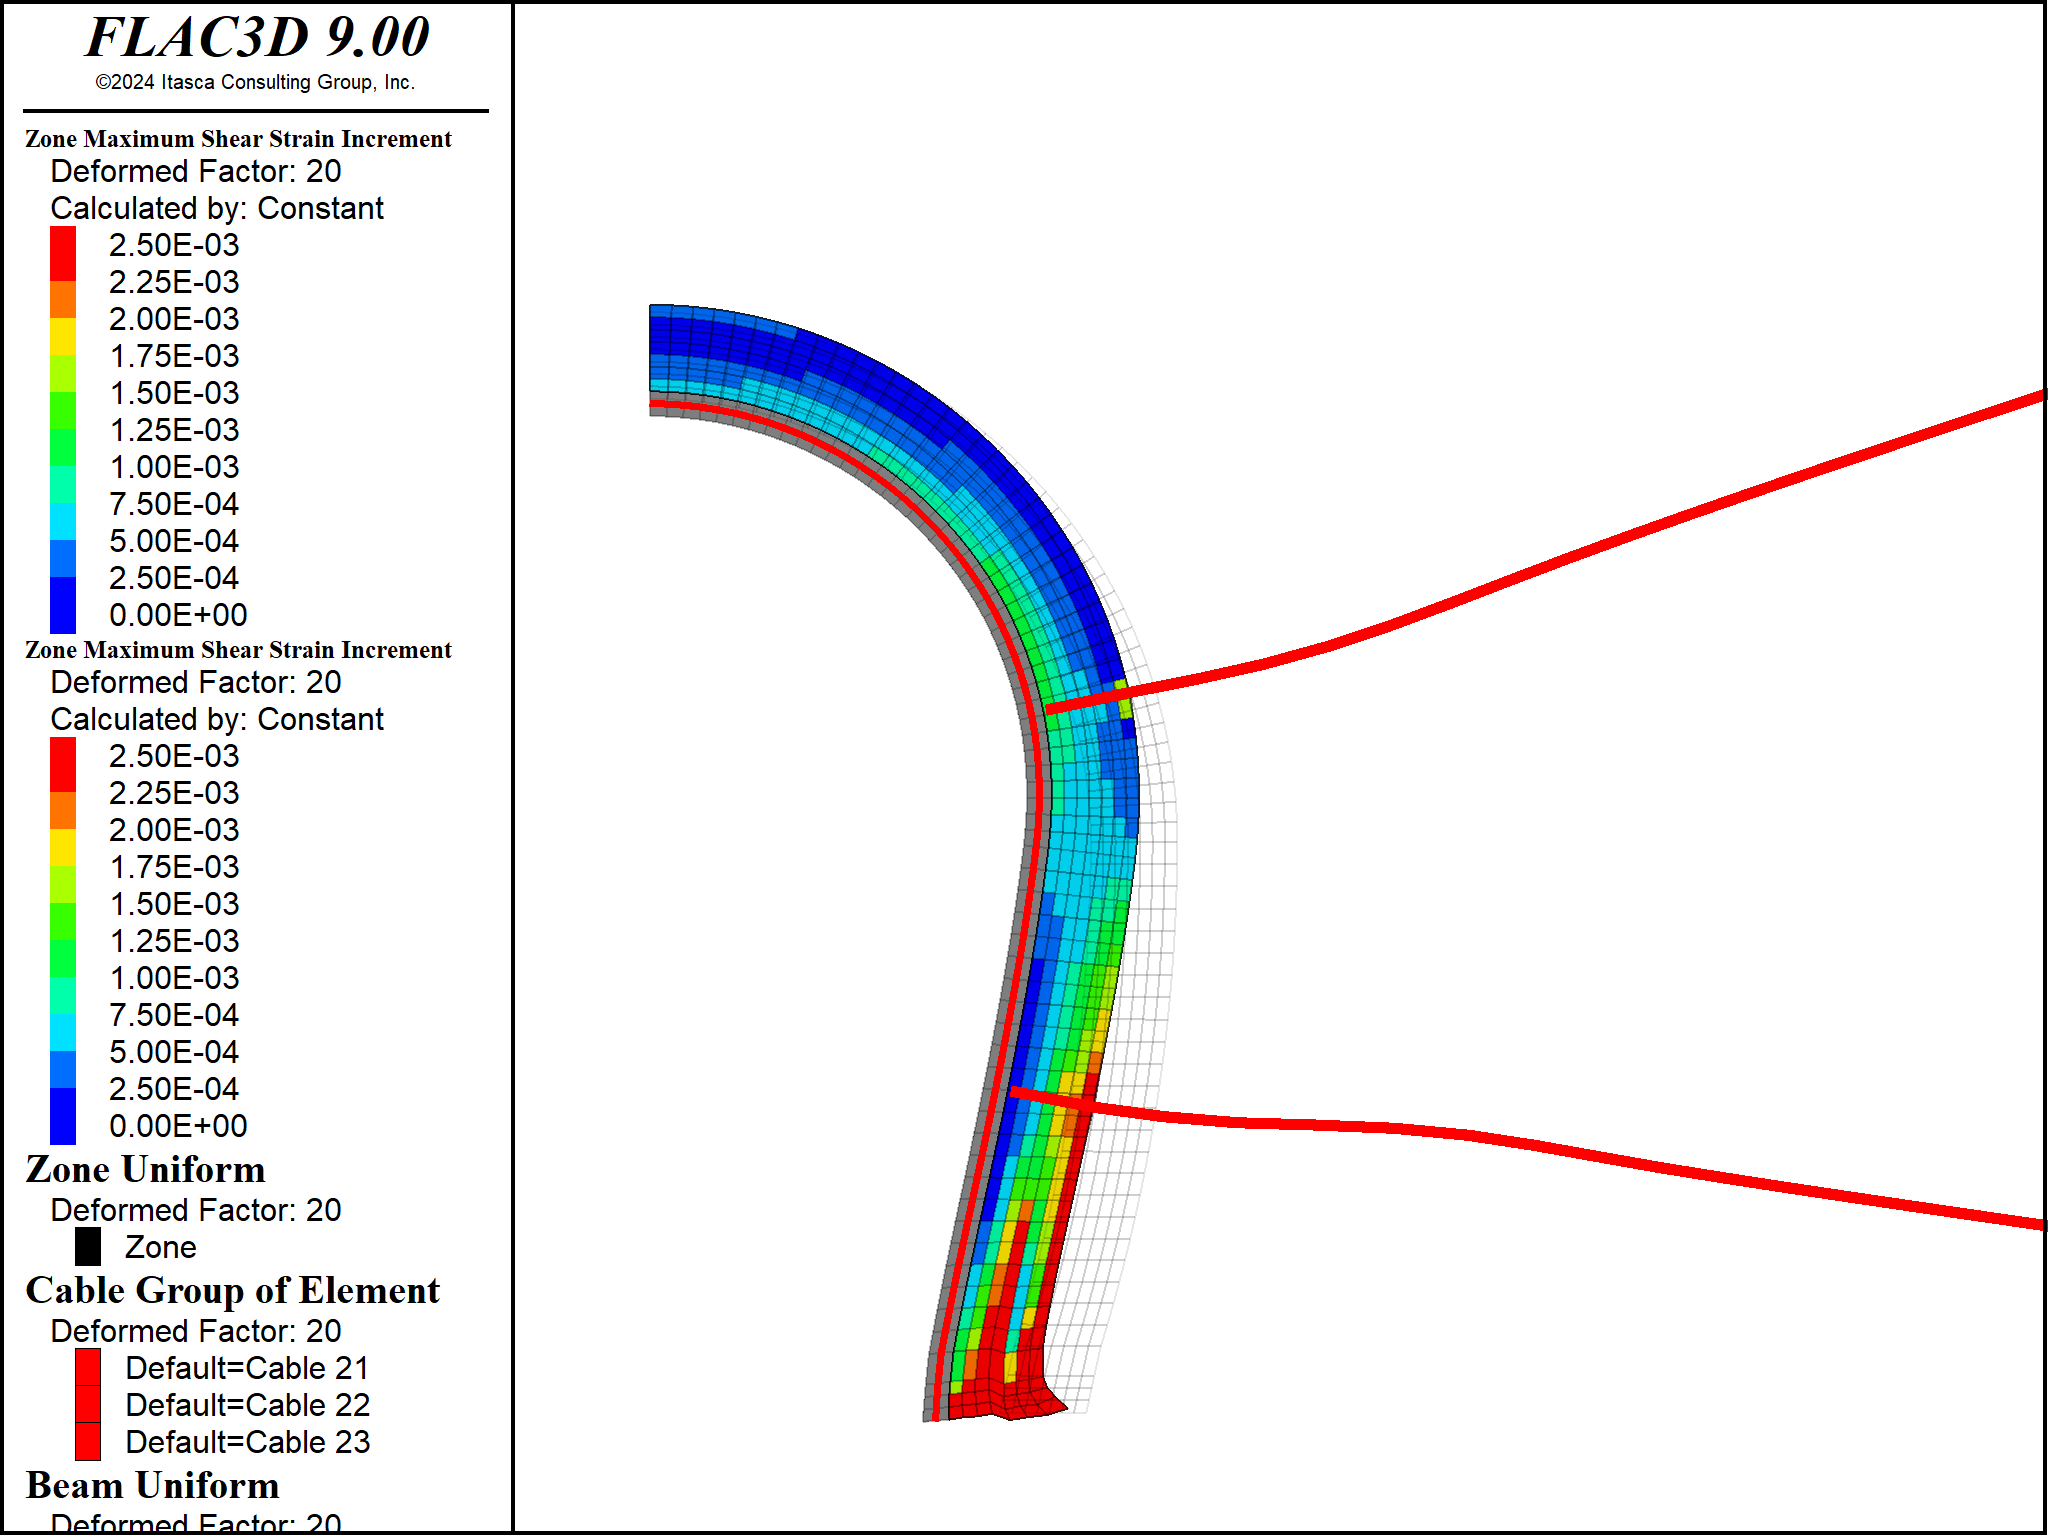 FLAC3D 9.00
©2024 Itasca Consulting Group, Inc.
Zone Maximum Shear Strain Increment
Deformed Factor: 20
Calculated by: Constant
2.50E-03
2.25E-03
2.00E-03
1.75E-03
1.50E-03
1.25E-03
1.00E-03
7.50E-04
5.00E-04
2.50E-04
0.00E+00
Zone Maximum Shear Strain Increment
Deformed Factor: 20
Calculated by: Constant
2.50E-03
2.25E-03
2.00E-03
1.75E-03
1.50E-03
1.25E-03
1.00E-03
7.50E-04
5.00E-04
2.50E-04
0.00E+00
Zone Uniform
Deformed Factor: 20
Zone
Cable Group of Element
Deformed Factor: 20
Default=Cable 21
Default=Cable 22
Default=Cable 23
Beam Uniform
Deformed Factor: 20